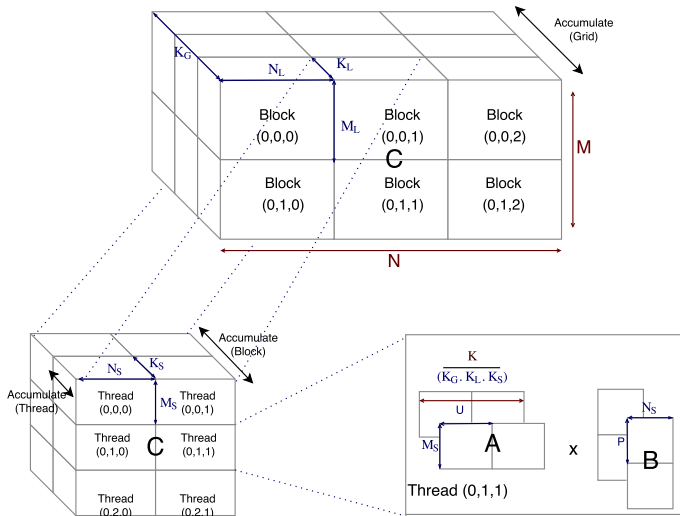 Accumulate
(Grid)
K_G
N_L
K_L
M_L
Block
(0,0,0)
Block
(0,0,1)
Block
(0,0,2)
M
C
Block
(0,1,0)
Block
(0,1,1)
Block
(0,1,2)
N
Accumulate
(Block)
Accumulate
(Thread)
N_S
K_S
M_S
Thread
(0,0,0)
Thread
(0,0,1)
Thread
(0,1,0)
C
Thread
(0,1,1)
Thread
(0,2,0)
Thread
(0,2,1)
K
(K_G . K_L . K_S)
U
M_S
A
x
N_S
P
B
Thread (0,1,1)